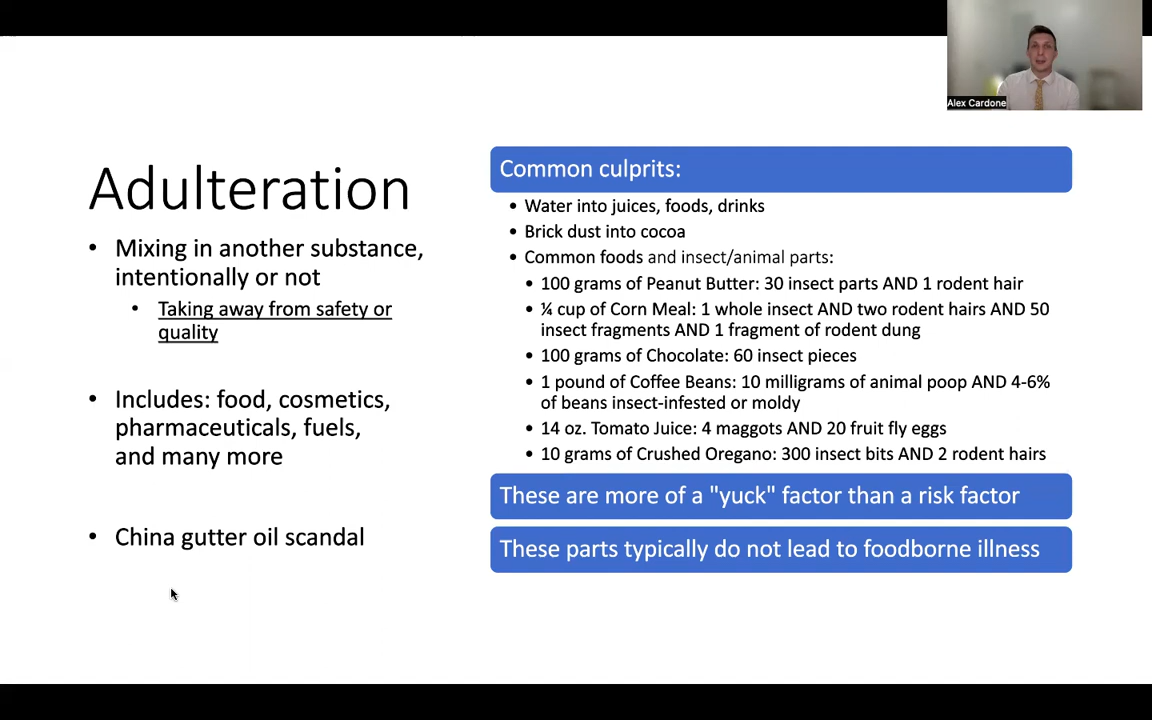 Alex Cardone
Adulteration
• Mixing in another substance,
intentionally or not
• Taking away from safety or
quality
• Includes: food, cosmetics,
pharmaceuticals, fuels,
and many more
• China gutter oil scandal
Common culprits:
• Water into juices, foods, drinks
• Brick dust into cocoa
• Common foods and insect/animal parts:
• 100 grams of Peanut Butter: 30 insect parts AND 1 rodent hair
• ¼ cup of Corn Meal: 1 whole insect AND two rodent hairs AND 50
insect fragments AND 1 fragment of rodent dung
• 100 grams of Chocolate: 60 insect pieces
• 1 pound of Coffee Beans: 10 milligrams of animal poop AND 4-6%
of beans insect-infested or moldy
• 14 oz. Tomato Juice: 4 maggots AND 20 fruit fly eggs
• 10 grams of Crushed Oregano: 300 insect bits AND 2 rodent hairs
These are more of a "yuck" factor than a risk factor
These parts typically do not lead to foodborne illness